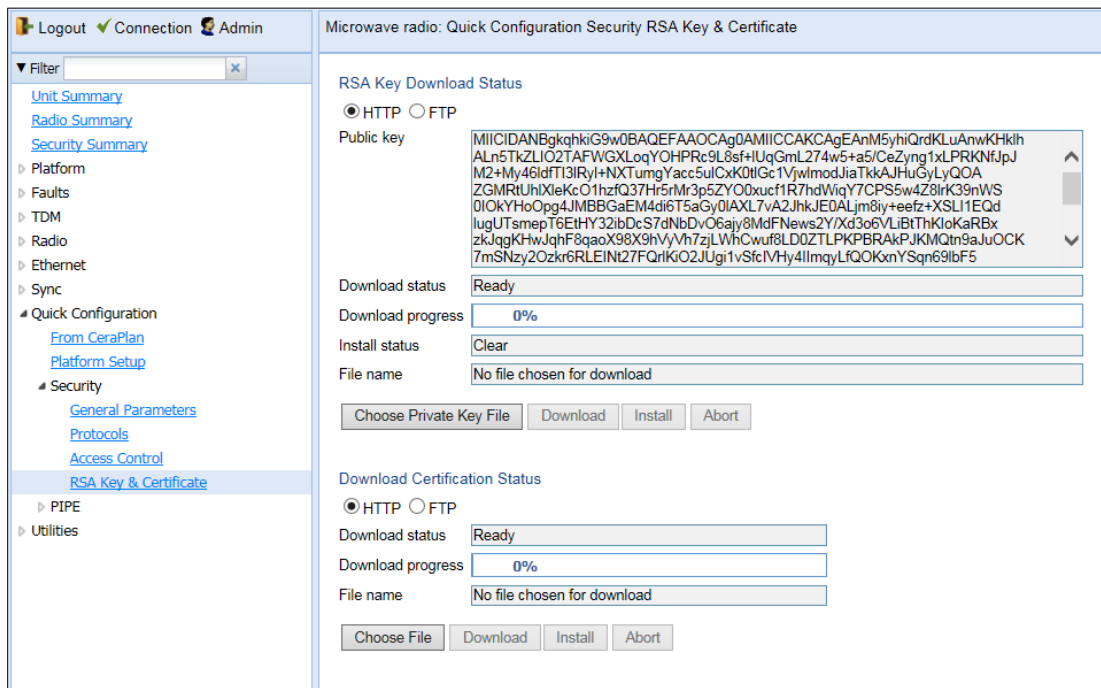 Logout Connection Admin
Microwave radio: Quick Configuration Security RSA Key & Certificate
Filter
Unit Summary
Radio Summary
Security Summary
Platform
Faults
TDM
Radio
Ethernet
Sync
Quick Configuration
From CeraPlan
Platform Setup
Security
General Parameters
Protocols
Access Control
RSA Key & Certificate
PIPE
Utilities
RSA Key Download Status
HTTP FTP
Public key
MIICIDANBgkqhkiG9w0BAQEFAAOCAg0AMIICCAKCAgEAnM5yhiQrdKLuAnwKHklh
ALn5TkZLIO2TAFWGXLoqYOHPRc9L8sf+IUqGmL274w5+a5/CeZyng1xLPRKNfJpJ
M2+My46ldfTI3IRyl+NXTumgYacc5ulCxK0tlGc1VjwlmodJiaTkkAJHuGyLyQOA
ZGMRtUhlXleKcO1hzfQ37Hr5rMr3p5ZYO0xucf1R7hdWiqY7CPS5w4Z8lrK39nWS
0IOkYHoOpg4JMBBGaEM4di6T5aGy0lAXL7vA2JhkJE0ALjm8iy+eefz+XSLI1EQd
IugUTsmepT6EtHY32ibDcS7dNbDvO6ajy8MdFNews2Y/Xd3o6VLiBtThKloKaRBx
zkJqgKHwJqhF8qaoX98X9hVyVh7zjLWhCwuf8LD0ZTLPKPBRAkPJKMQtn9aJuOCK
7mSNzy2Ozkr6RLEINt27FQrlKiO2JUgi1vSfclVHy4IlmqyLfQOKxnYSqn69lbF5
Download status Ready
Download progress 0%
Install status Clear
File name No file chosen for download
Choose Private Key File Download Install Abort
Download Certification Status
HTTP FTP
Download status Ready
Download progress 0%
File name No file chosen for download
Choose File Download Install Abort